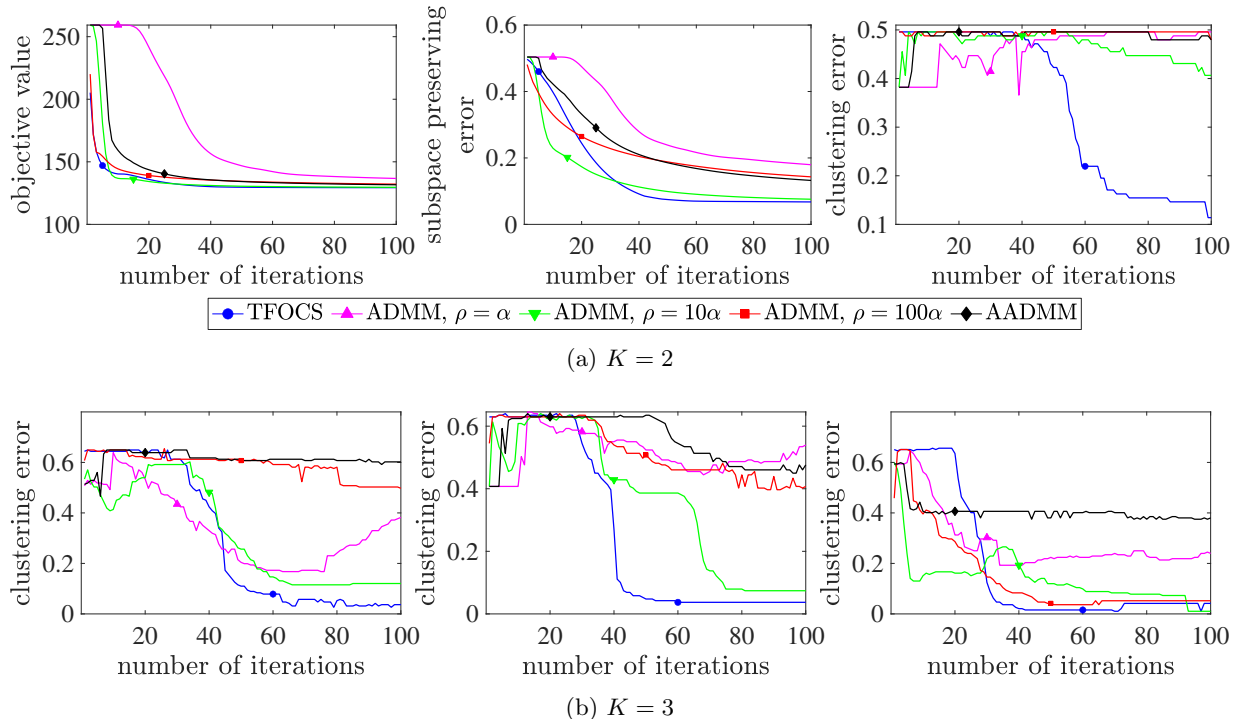 objective value
250
200
150
100
20 40 60 80 100
number of iterations
subspace preserving
error
0.6
0.4
0.2
0
20 40 60 80 100
number of iterations
clustering error
0.5
0.4
0.3
0.2
0.1
20 40 60 80 100
number of iterations
TFOCS ADMM, ρ = α ADMM, ρ = 10α ADMM, ρ = 100α AADMM
(a) K = 2
clustering error
0.6
0.4
0.2
0
20 40 60 80 100
number of iterations
clustering error
0.6
0.4
0.2
0
20 40 60 80 100
number of iterations
clustering error
0.6
0.4
0.2
0
20 40 60 80 100
number of iterations
(b) K = 3